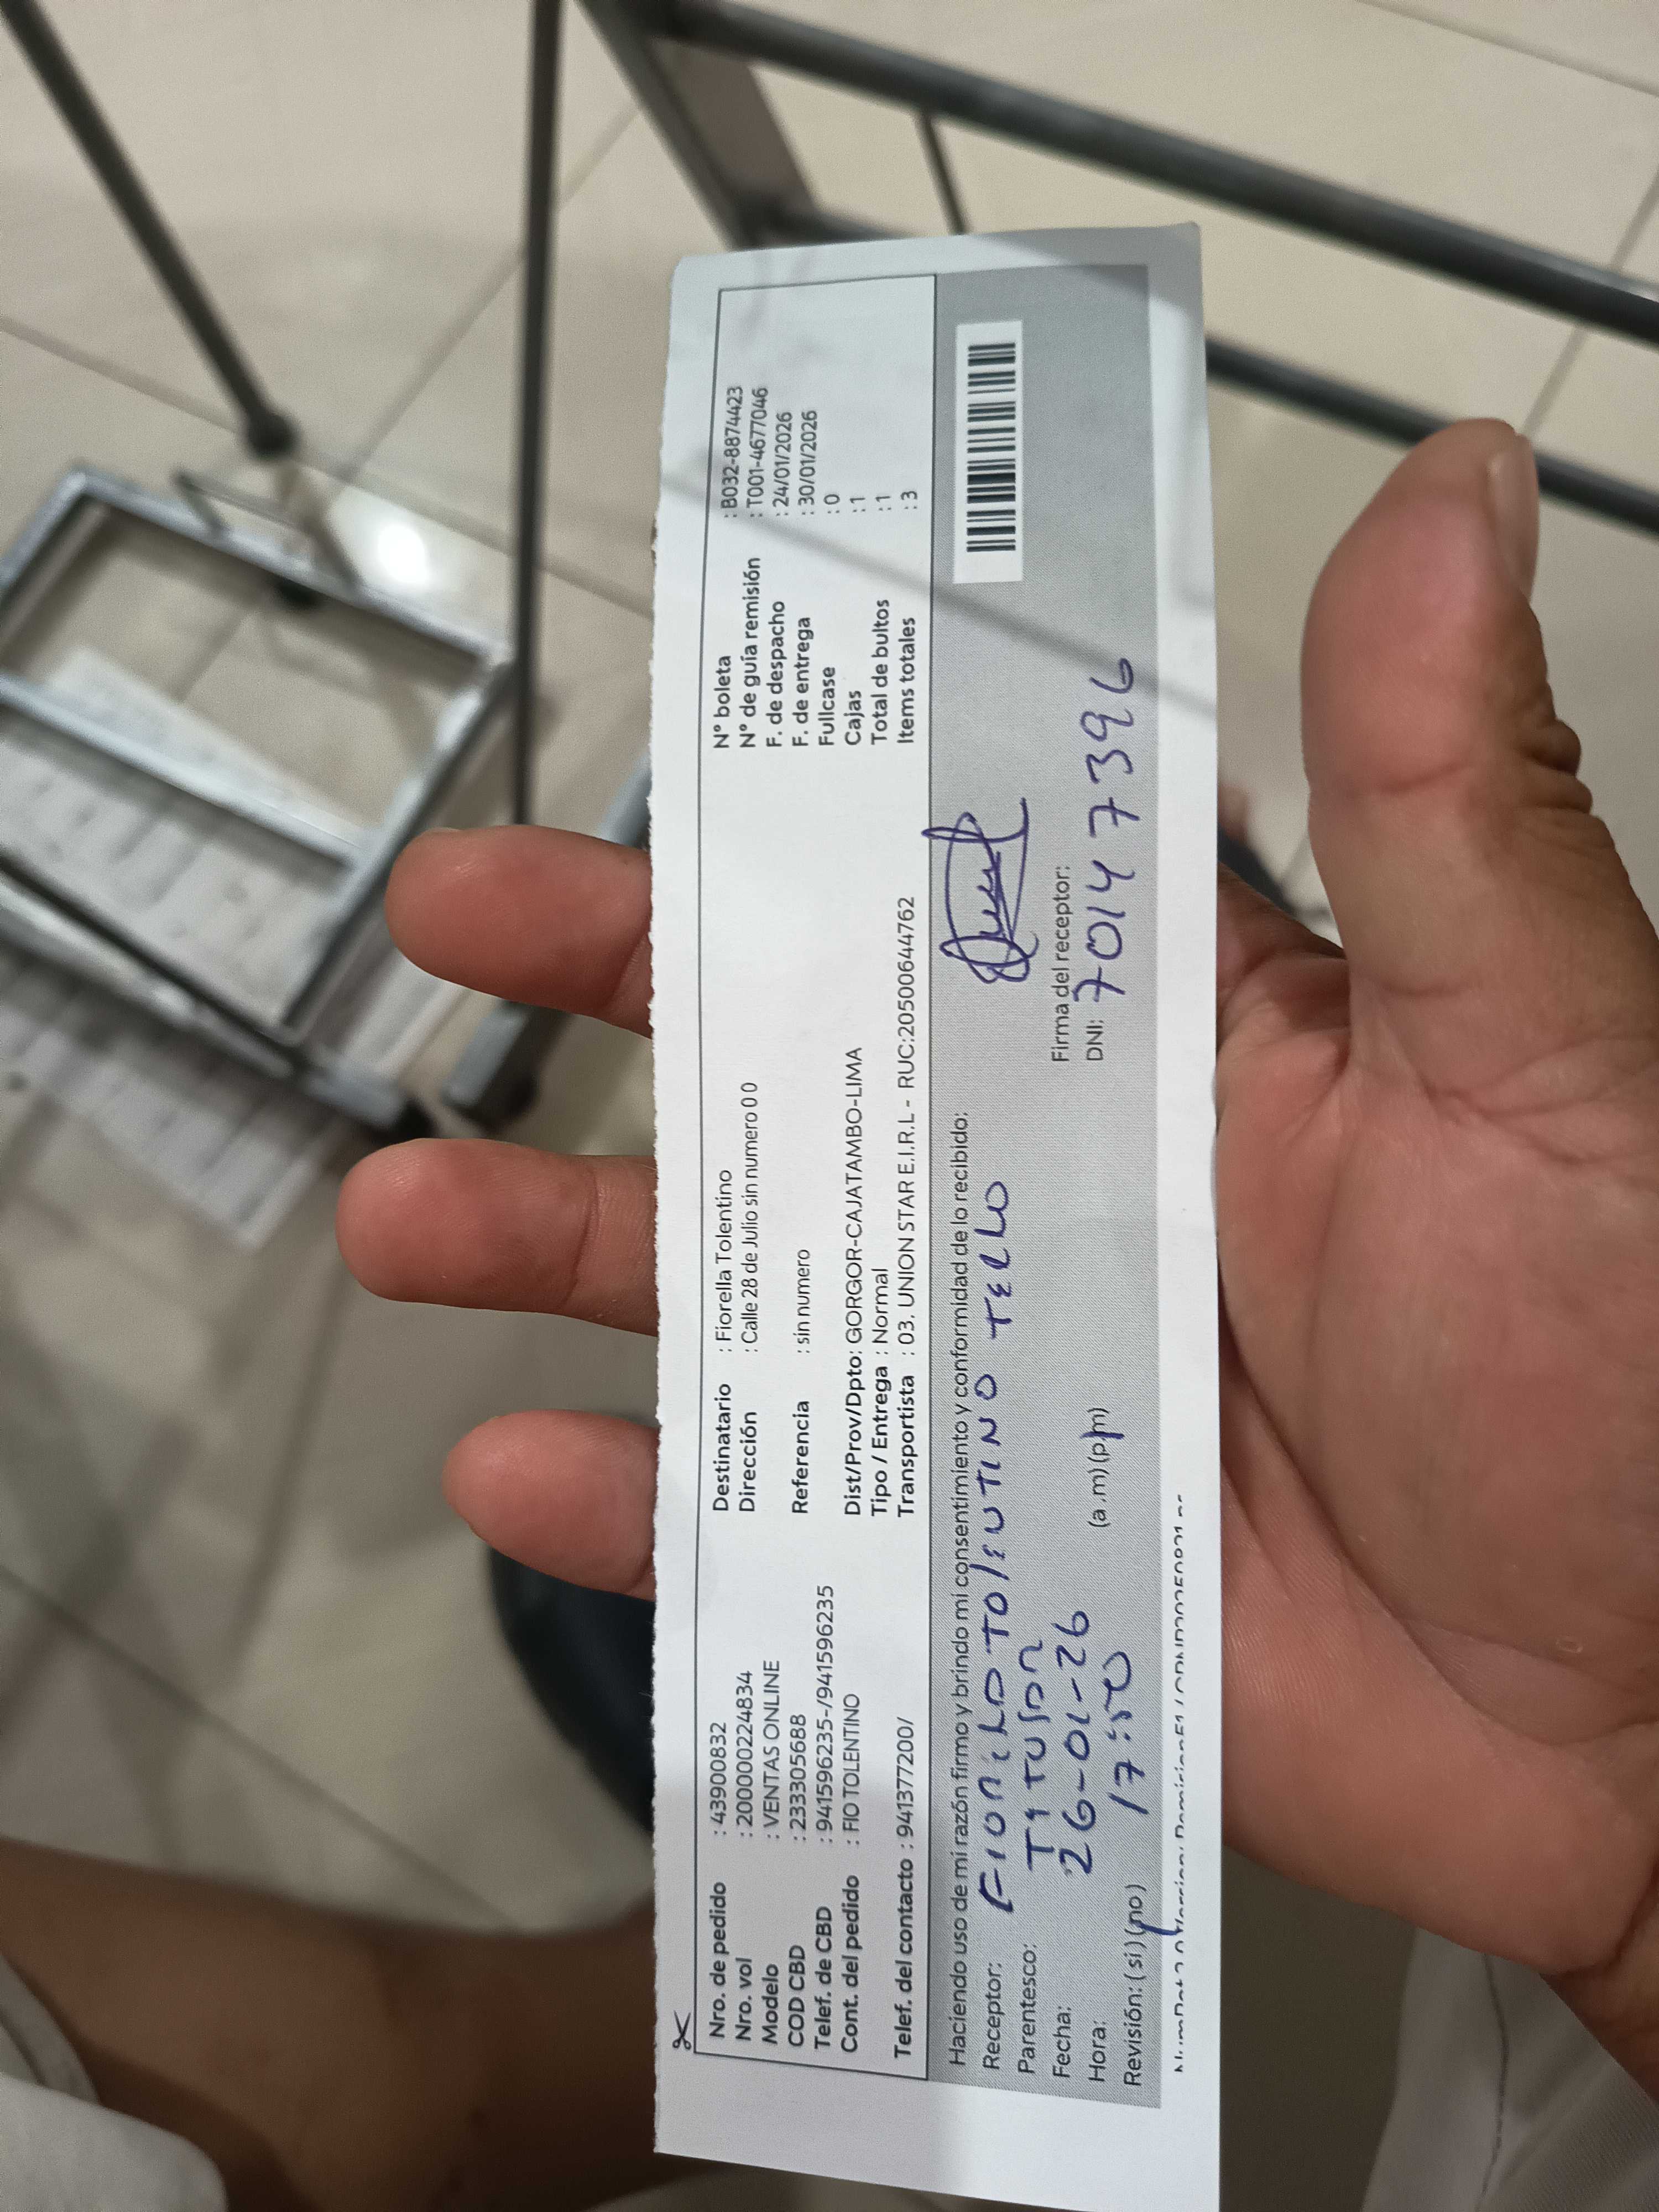 Nro. de pedido : 43900832
Nro. vol : 200000224834
Modelo : VENTAS ONLINE
COD CBD : 233305688
Telef. de CBD : 941596235-/941596235
Cont. del pedido : FIO TOLENTINO
Telef. del contacto : 941377200/
Destinatario : Fiorella Tolentino
Dirección : Calle 28 de Julio sin numero 0 0
Referencia : sin numero
Dist/Prov/Dpto: GORGOR-CAJATAMBO-LIMA
Tipo / Entrega : Normal
Transportista : 03. UNION STAR E.I.R.L - RUC:20500644762
N° boleta : B032-8874423
N° de guía remisión : T001-4677046
F. de despacho : 24/01/2026
F. de entrega : 30/01/2026
Fullcase : 0
Cajas : 1
Total de bultos : 1
Items totales : 3
Haciendo uso de mi razón firmo y brindo mi consentimiento y conformidad de lo recibido:
Receptor: TOLENTINO TELLO
Parentesco:
Fecha: 26-01-26
Hora: 17:50 (a.m)(p.m)
Revisión: (si) (no)
Firma del receptor:
DNI: 70147396